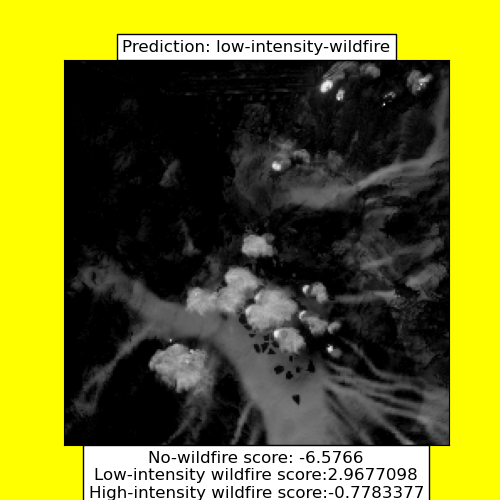 Prediction: low-intensity-wildfire
No-wildfire score: -6.5766
Low-intensity wildfire score:2.9677098
High-intensity wildfire score:-0.7783377